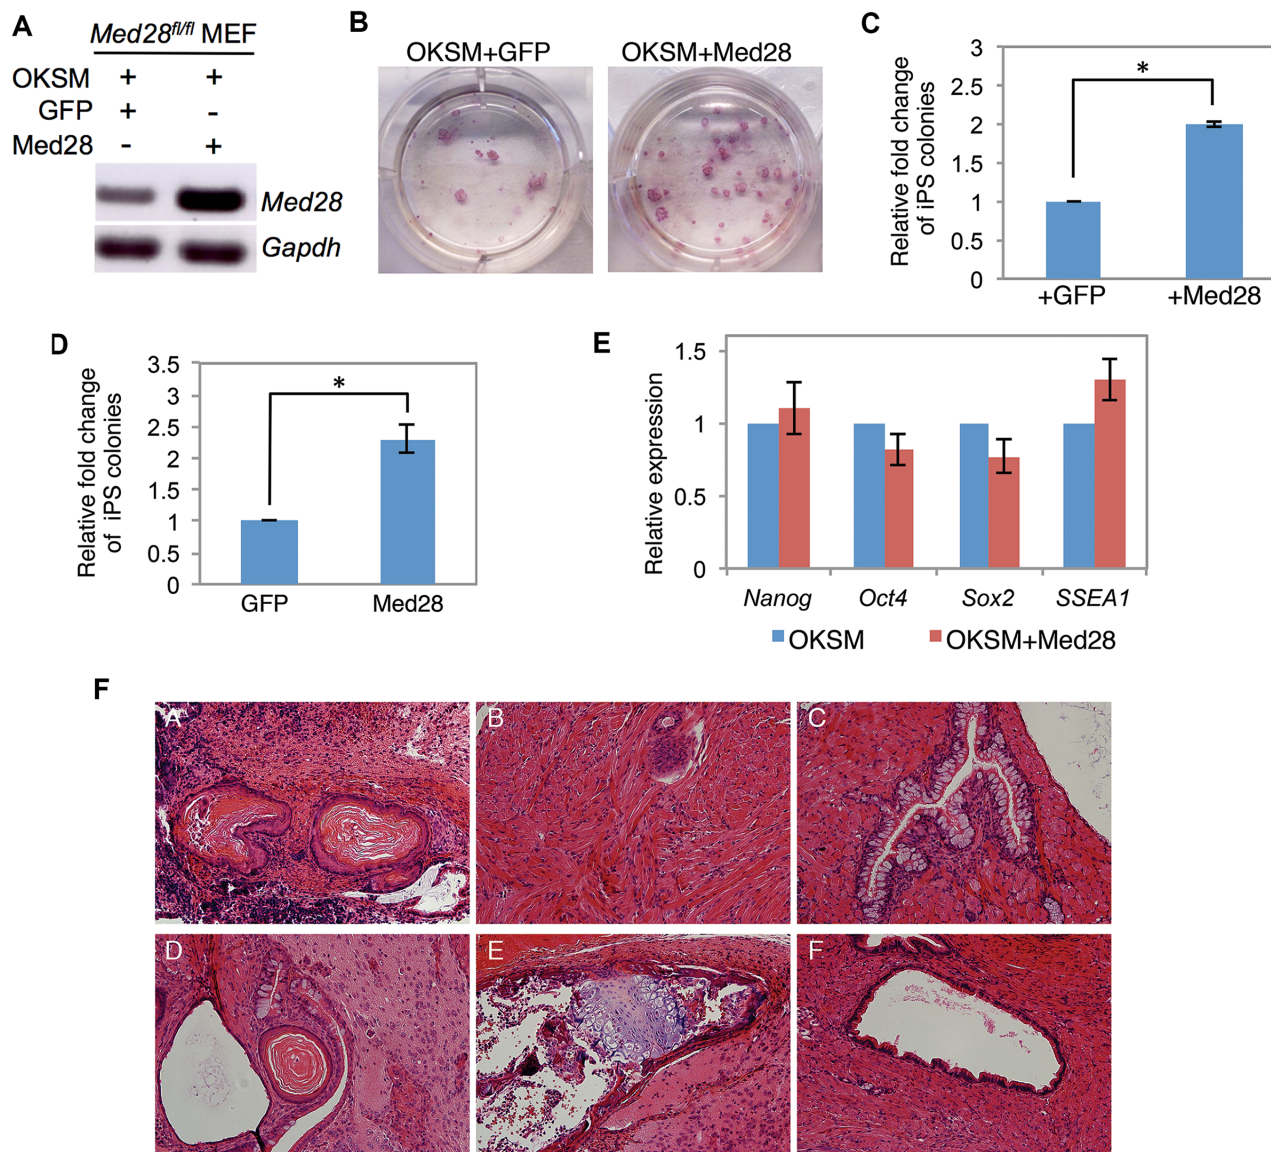 A
Med28fl/fl MEF
OKSM + +
GFP + -
Med28 - +
Med28
Gapdh
B
OKSM+GFP OKSM+Med28
C
Relative fold change
of iPS colonies
3
2.5
2
1.5
1
0.5
0
*
+GFP +Med28
D
Relative fold change
of iPS colonies
3.5
3
2.5
2
1.5
1
0.5
0
*
GFP Med28
E
Relative expression
1.5
1
0.5
0
Nanog Oct4 Sox2 SSEA1
OKSM OKSM+Med28
F
A B C
D E F